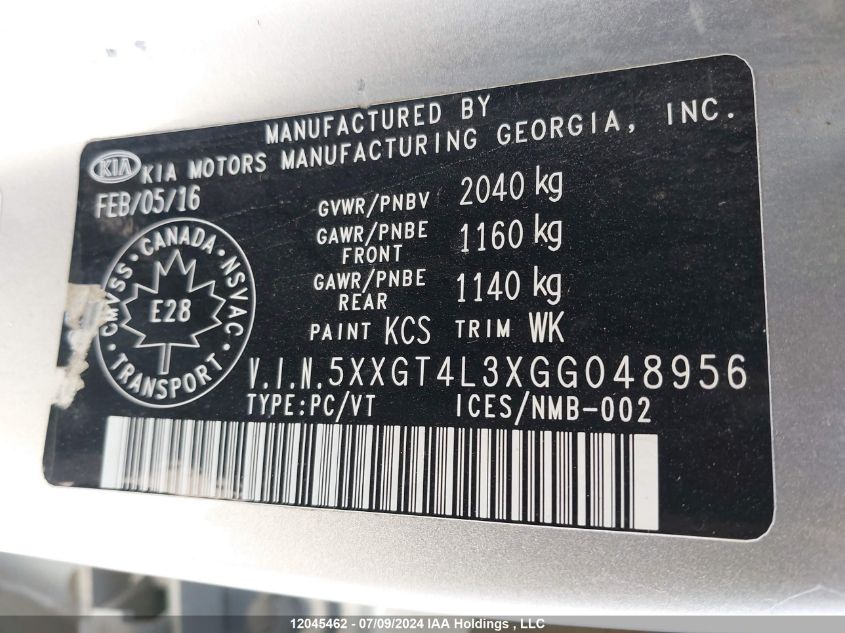 MANUFACTURED BY
KIA KIA MOTORS MANUFACTURING GEORGIA, INC.
FEB/05/16
GVWR/PNBV 2040 kg
GAWR/PNBE FRONT 1160 kg
GAWR/PNBE REAR 1140 kg
PAINT KCS TRIM WK
CMVSS · CANADA · NSVAC · TRANSPORT ·
E28
V.I.N.5XXGT4L3XGG048956
TYPE:PC/VT ICES/NMB-002
12045462 - 07/09/2024 IAA Holdings , LLC